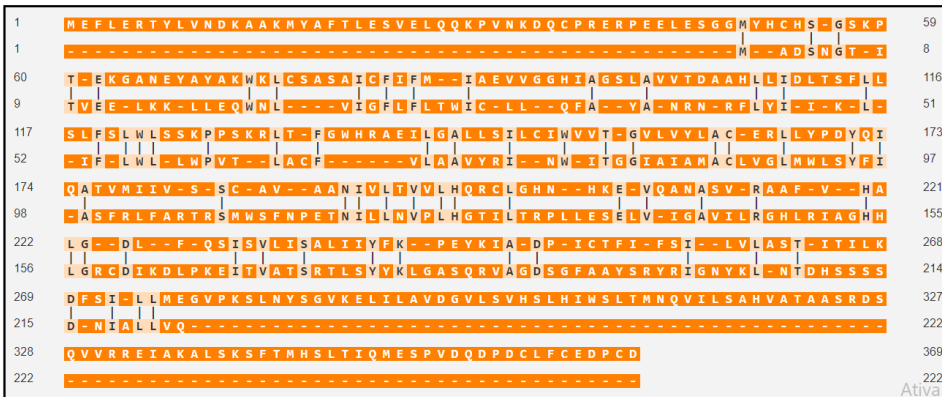 1 MEFLERTYLVNDKAAKMYAFTLESVELQQKPVNKDQCPRERPEELESGGMYHCHS-GSKP 59
1 -------------------------------------------------M--ADSNGT-I 8
60 T-EKGANEYAYAKWKLCSASAICFIFM--IAEVVGGHIAGSLAVVTDAAHLLIDLTSFLL 116
9 TVEE-LKK-LLEQWNL----VIGFLFLTWIC-LL--QFA--YA-NRN-RFLYI-I-K-L- 51
117 SLFSLWLSSKPPSKRLT-FGWHRAEILGALLSILCIWVVT-GVLVYLAC-ERLLYPDYQI 173
52 -IF-LWL-LWPVT--LACF------VLAAVYRI--NW-ITGGIAIAMACLVGLMWLSYFI 97
174 QATVMIIV-S-SC-AV--AANIVLTVVLHQRCLGHN--HKE-VQANASV-RAAF-V--HA 221
98 -ASFRLFARTRSMWSFNPETNILLNVPLHGTILTRPLLESELV-IGAVILRGHLRIAGHH 155
222 LG--DL--F-QSISVLISALIIYFK--PEYKIA-DP-ICTFI-FSI--LVLAST-ITILK 268
156 LGRCDIKDLPKEITVATSRTLSYYKLGASQRVAGDSGFAAYSRYRIGNYKL-NTDHSSSS 214
269 DFSI-LLMEGVPKSLNYSGVKELILAVDGVLSVHSLHIWSLTMNQVILSAHVATAASRDS 327
215 D-NIALLVQ--------------------------------------------------- 222
328 QVVRREIAKALSKSFTMHSLTIQMESPVDQDPDCLFCEDPCD 369
222 ------------------------------------------ 222
Ativa